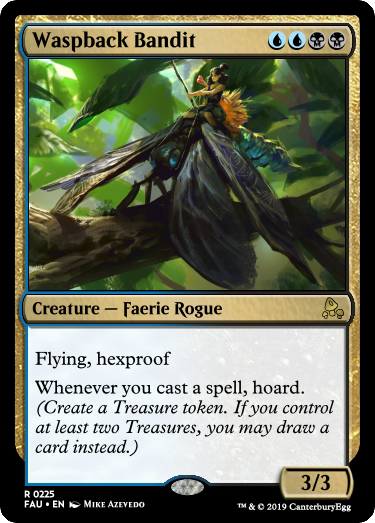 Waspback Bandit
Creature — Faerie Rogue
Flying, hexproof
Whenever you cast a spell, hoard.
(Create a Treasure token. If you control
at least two Treasures, you may draw a
card instead.)
3/3
R 0225
FAU • EN Mike Azevedo
™ & © 2019 CanterburyEgg